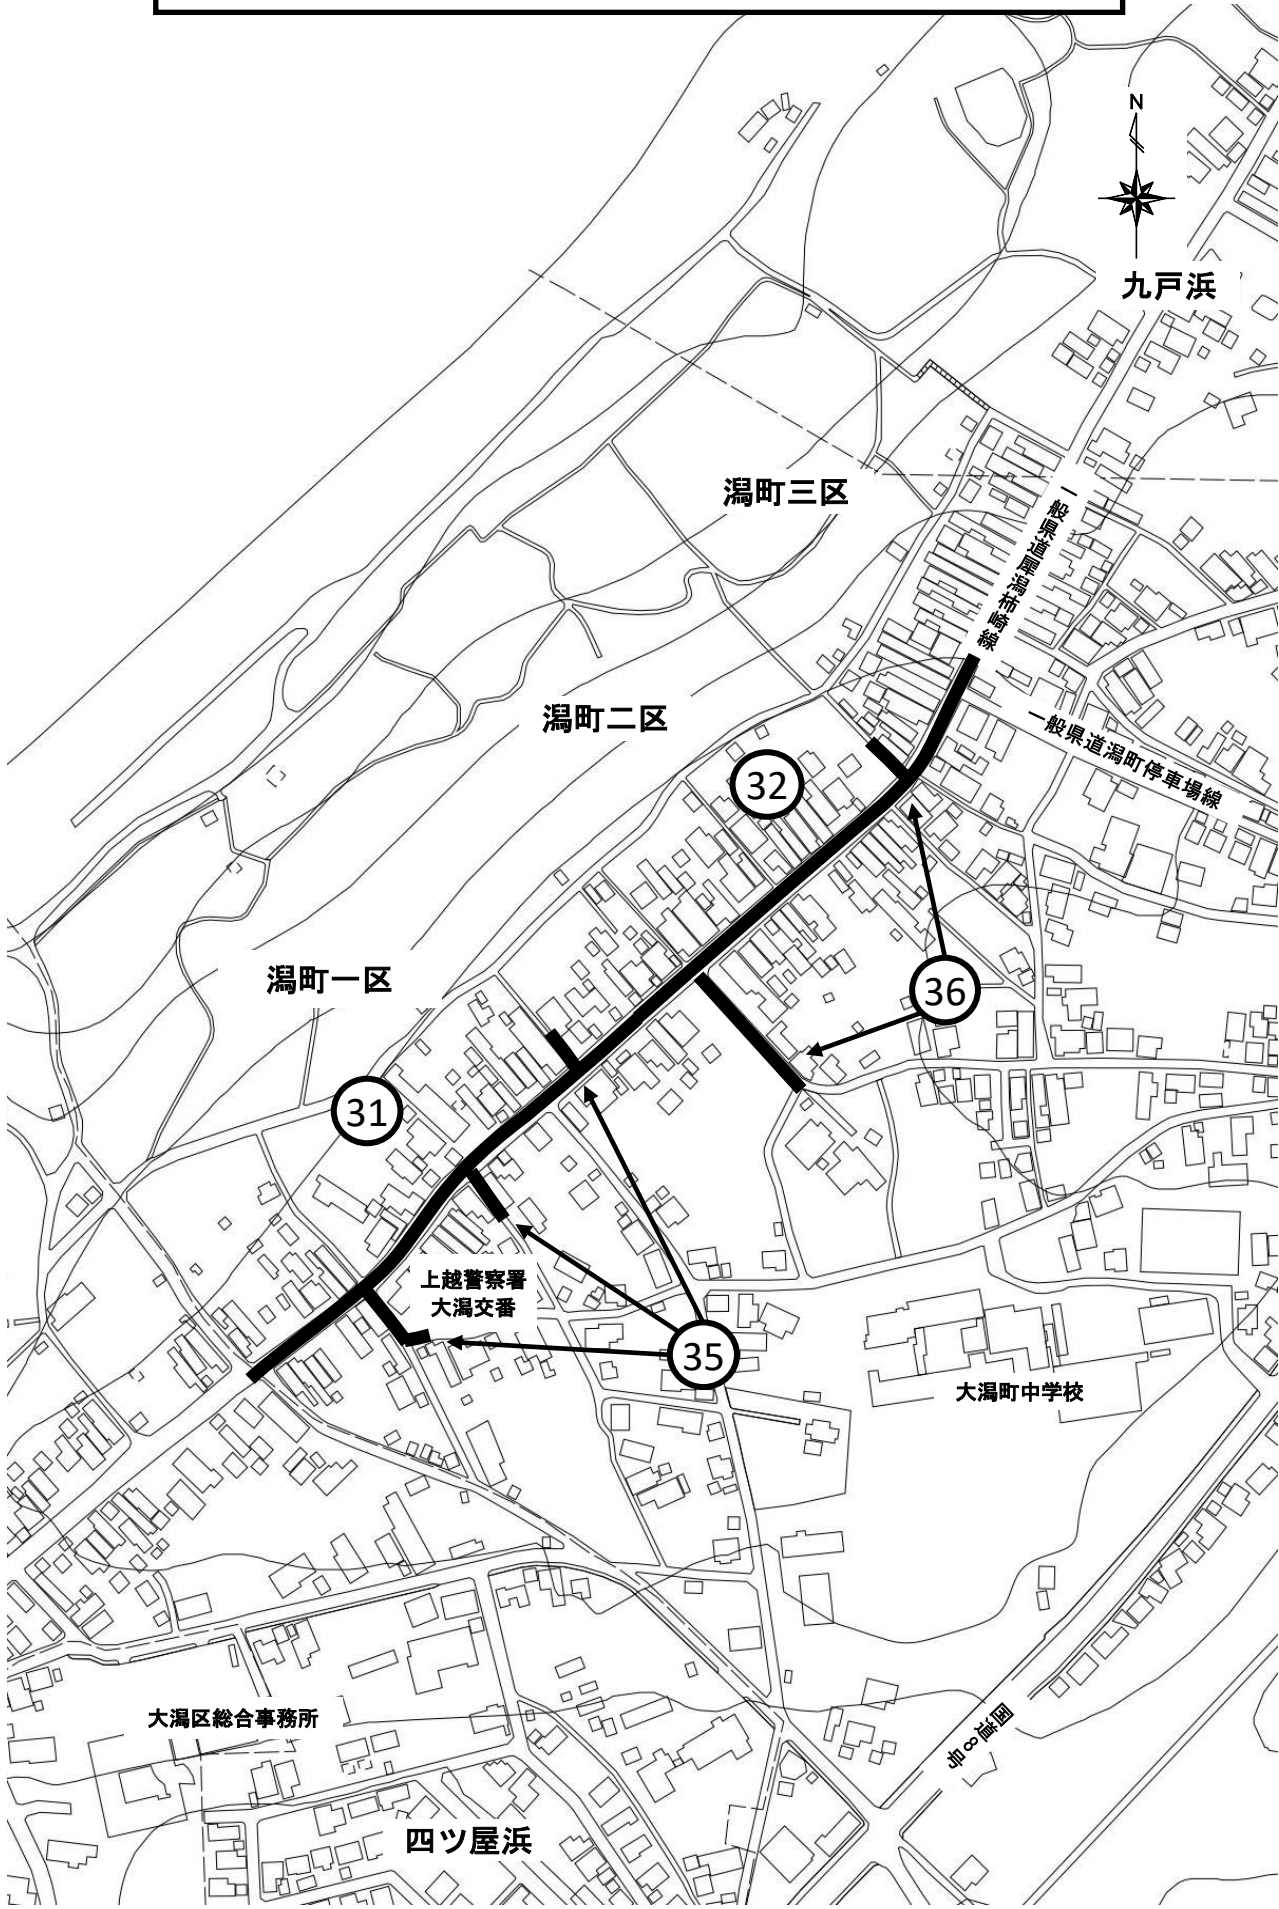 N
九戸浜
潟町三区
一般県道犀潟柿崎線
潟町二区
一般県道潟町停車場線
32
潟町一区
36
31
上越警察署
大潟交番
35
大潟町中学校
大潟区総合事務所
国道8号
四ツ屋浜